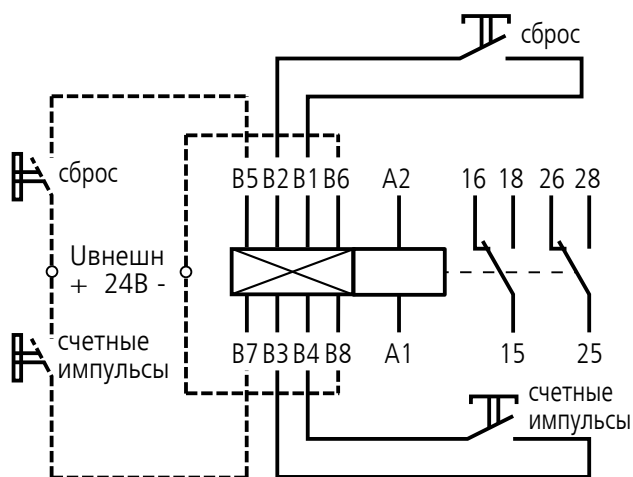 сброс
сброс
B5 B2 B1 B6 A2 16 18 26 28
Uвнешн
+ 24В -
счетные
импульсы
B7 B3 B4 B8 A1 15 25
счетные
импульсы